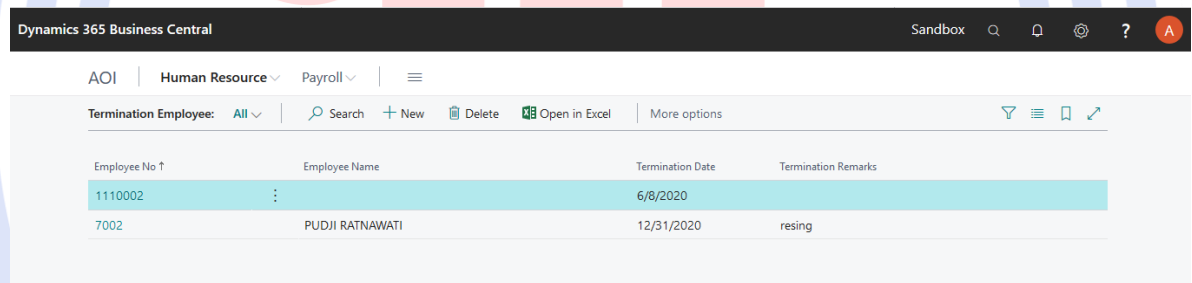 Dynamics 365 Business Central Sandbox ? A
AOI Human Resource Payroll
Termination Employee: All Search New Delete Open in Excel More options
Employee No ↑ Employee Name Termination Date Termination Remarks
1110002 6/8/2020
7002 PUDJI RATNAWATI 12/31/2020 resing